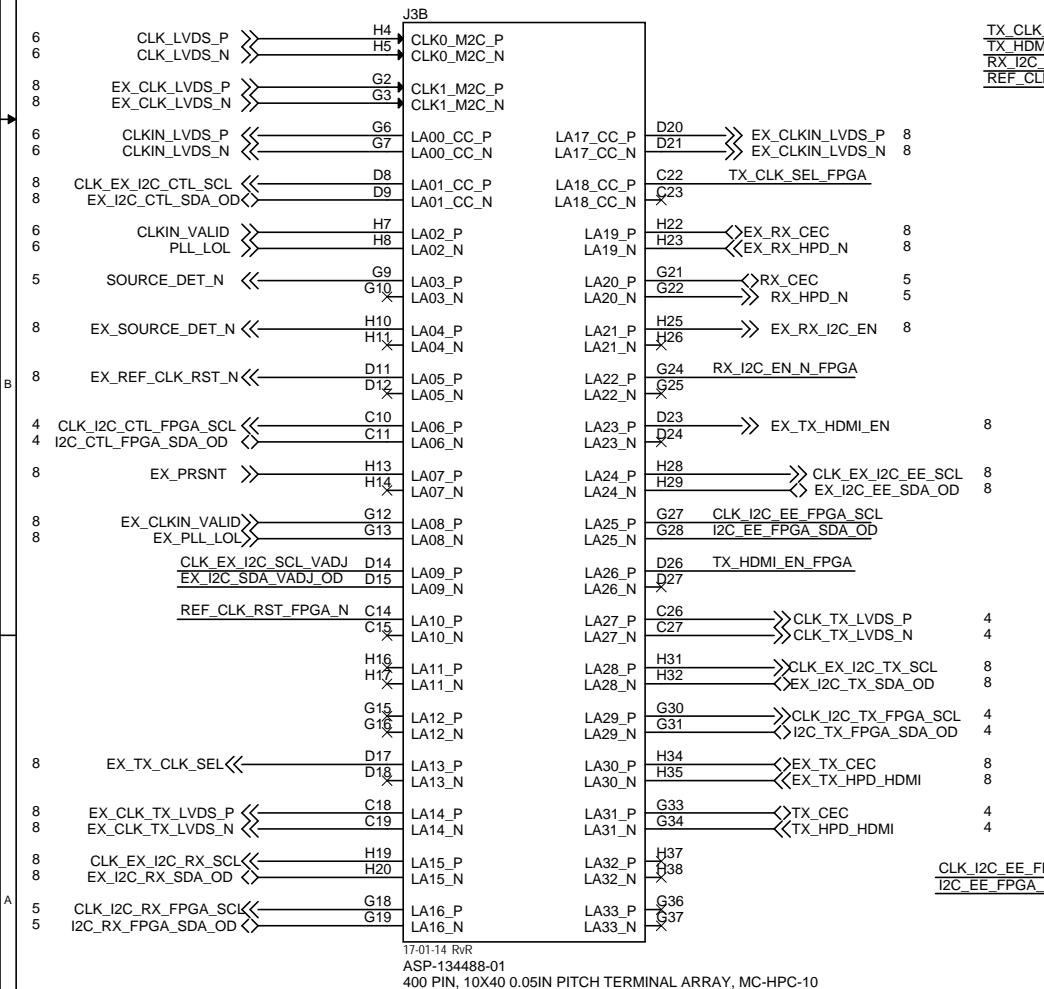 J3B
6 CLK_LVDS_P H4 CLK0_M2C_P
6 CLK_LVDS_N H5 CLK0_M2C_N
8 EX_CLK_LVDS_P G2 CLK1_M2C_P
8 EX_CLK_LVDS_N G3 CLK1_M2C_N
6 CLKIN_LVDS_P G6 LA00_CC_P LA17_CC_P D20 EX_CLKIN_LVDS_P 8
6 CLKIN_LVDS_N G7 LA00_CC_N LA17_CC_N D21 EX_CLKIN_LVDS_N 8
8 CLK_EX_I2C_CTL_SCL D8 LA01_CC_P LA18_CC_P C22 TX_CLK_SEL_FPGA
8 EX_I2C_CTL_SDA_OD D9 LA01_CC_N LA18_CC_N C23
6 CLKIN_VALID H7 LA02_P LA19_P H22 EX_RX_CEC 8
6 PLL_LOL H8 LA02_N LA19_N H23 EX_RX_HPD_N 8
5 SOURCE_DET_N G9 LA03_P LA20_P G21 RX_CEC 5
G10 LA03_N LA20_N G22 RX_HPD_N 5
8 EX_SOURCE_DET_N H10 LA04_P LA21_P H25 EX_RX_I2C_EN 8
H11 LA04_N LA21_N H26
8 EX_REF_CLK_RST_N D11 LA05_P LA22_P G24 RX_I2C_EN_N_FPGA
D12 LA05_N LA22_N G25
4 CLK_I2C_CTL_FPGA_SCL C10 LA06_P LA23_P D23 EX_TX_HDMI_EN 8
4 I2C_CTL_FPGA_SDA_OD C11 LA06_N LA23_N D24
8 EX_PRSNT H13 LA07_P LA24_P H28 CLK_EX_I2C_EE_SCL 8
H14 LA07_N LA24_N H29 EX_I2C_EE_SDA_OD 8
8 EX_CLKIN_VALID G12 LA08_P LA25_P G27 CLK_I2C_EE_FPGA_SCL
8 EX_PLL_LOL G13 LA08_N LA25_N G28 I2C_EE_FPGA_SDA_OD
CLK_EX_I2C_SCL_VADJ D14 LA09_P LA26_P D26 TX_HDMI_EN_FPGA
EX_I2C_SDA_VADJ_OD D15 LA09_N LA26_N D27
REF_CLK_RST_FPGA_N C14 LA10_P LA27_P C26 CLK_TX_LVDS_P 4
C15 LA10_N LA27_N C27 CLK_TX_LVDS_N 4
H16 LA11_P LA28_P H31 CLK_EX_I2C_TX_SCL 8
H17 LA11_N LA28_N H32 EX_I2C_TX_SDA_OD 8
G15 LA12_P LA29_P G30 CLK_I2C_TX_FPGA_SCL 4
G16 LA12_N LA29_N G31 I2C_TX_FPGA_SDA_OD 4
8 EX_TX_CLK_SEL D17 LA13_P LA30_P H34 EX_TX_CEC 8
D18 LA13_N LA30_N H35 EX_TX_HPD_HDMI 8
8 EX_CLK_TX_LVDS_P C18 LA14_P LA31_P G33 TX_CEC 4
8 EX_CLK_TX_LVDS_N C19 LA14_N LA31_N G34 TX_HPD_HDMI 4
8 CLK_EX_I2C_RX_SCL H19 LA15_P LA32_P H37
8 EX_I2C_RX_SDA_OD H20 LA15_N LA32_N H38
5 CLK_I2C_RX_FPGA_SCL G18 LA16_P LA33_P G36
5 I2C_RX_FPGA_SDA_OD G19 LA16_N LA33_N G37
17-01-14 RvR
ASP-134488-01
400 PIN, 10X40 0.05IN PITCH TERMINAL ARRAY, MC-HPC-10
B
A
TX_CLK_
TX_HDM
RX_I2C_
REF_CL
CLK_I2C_EE_F
I2C_EE_FPGA_